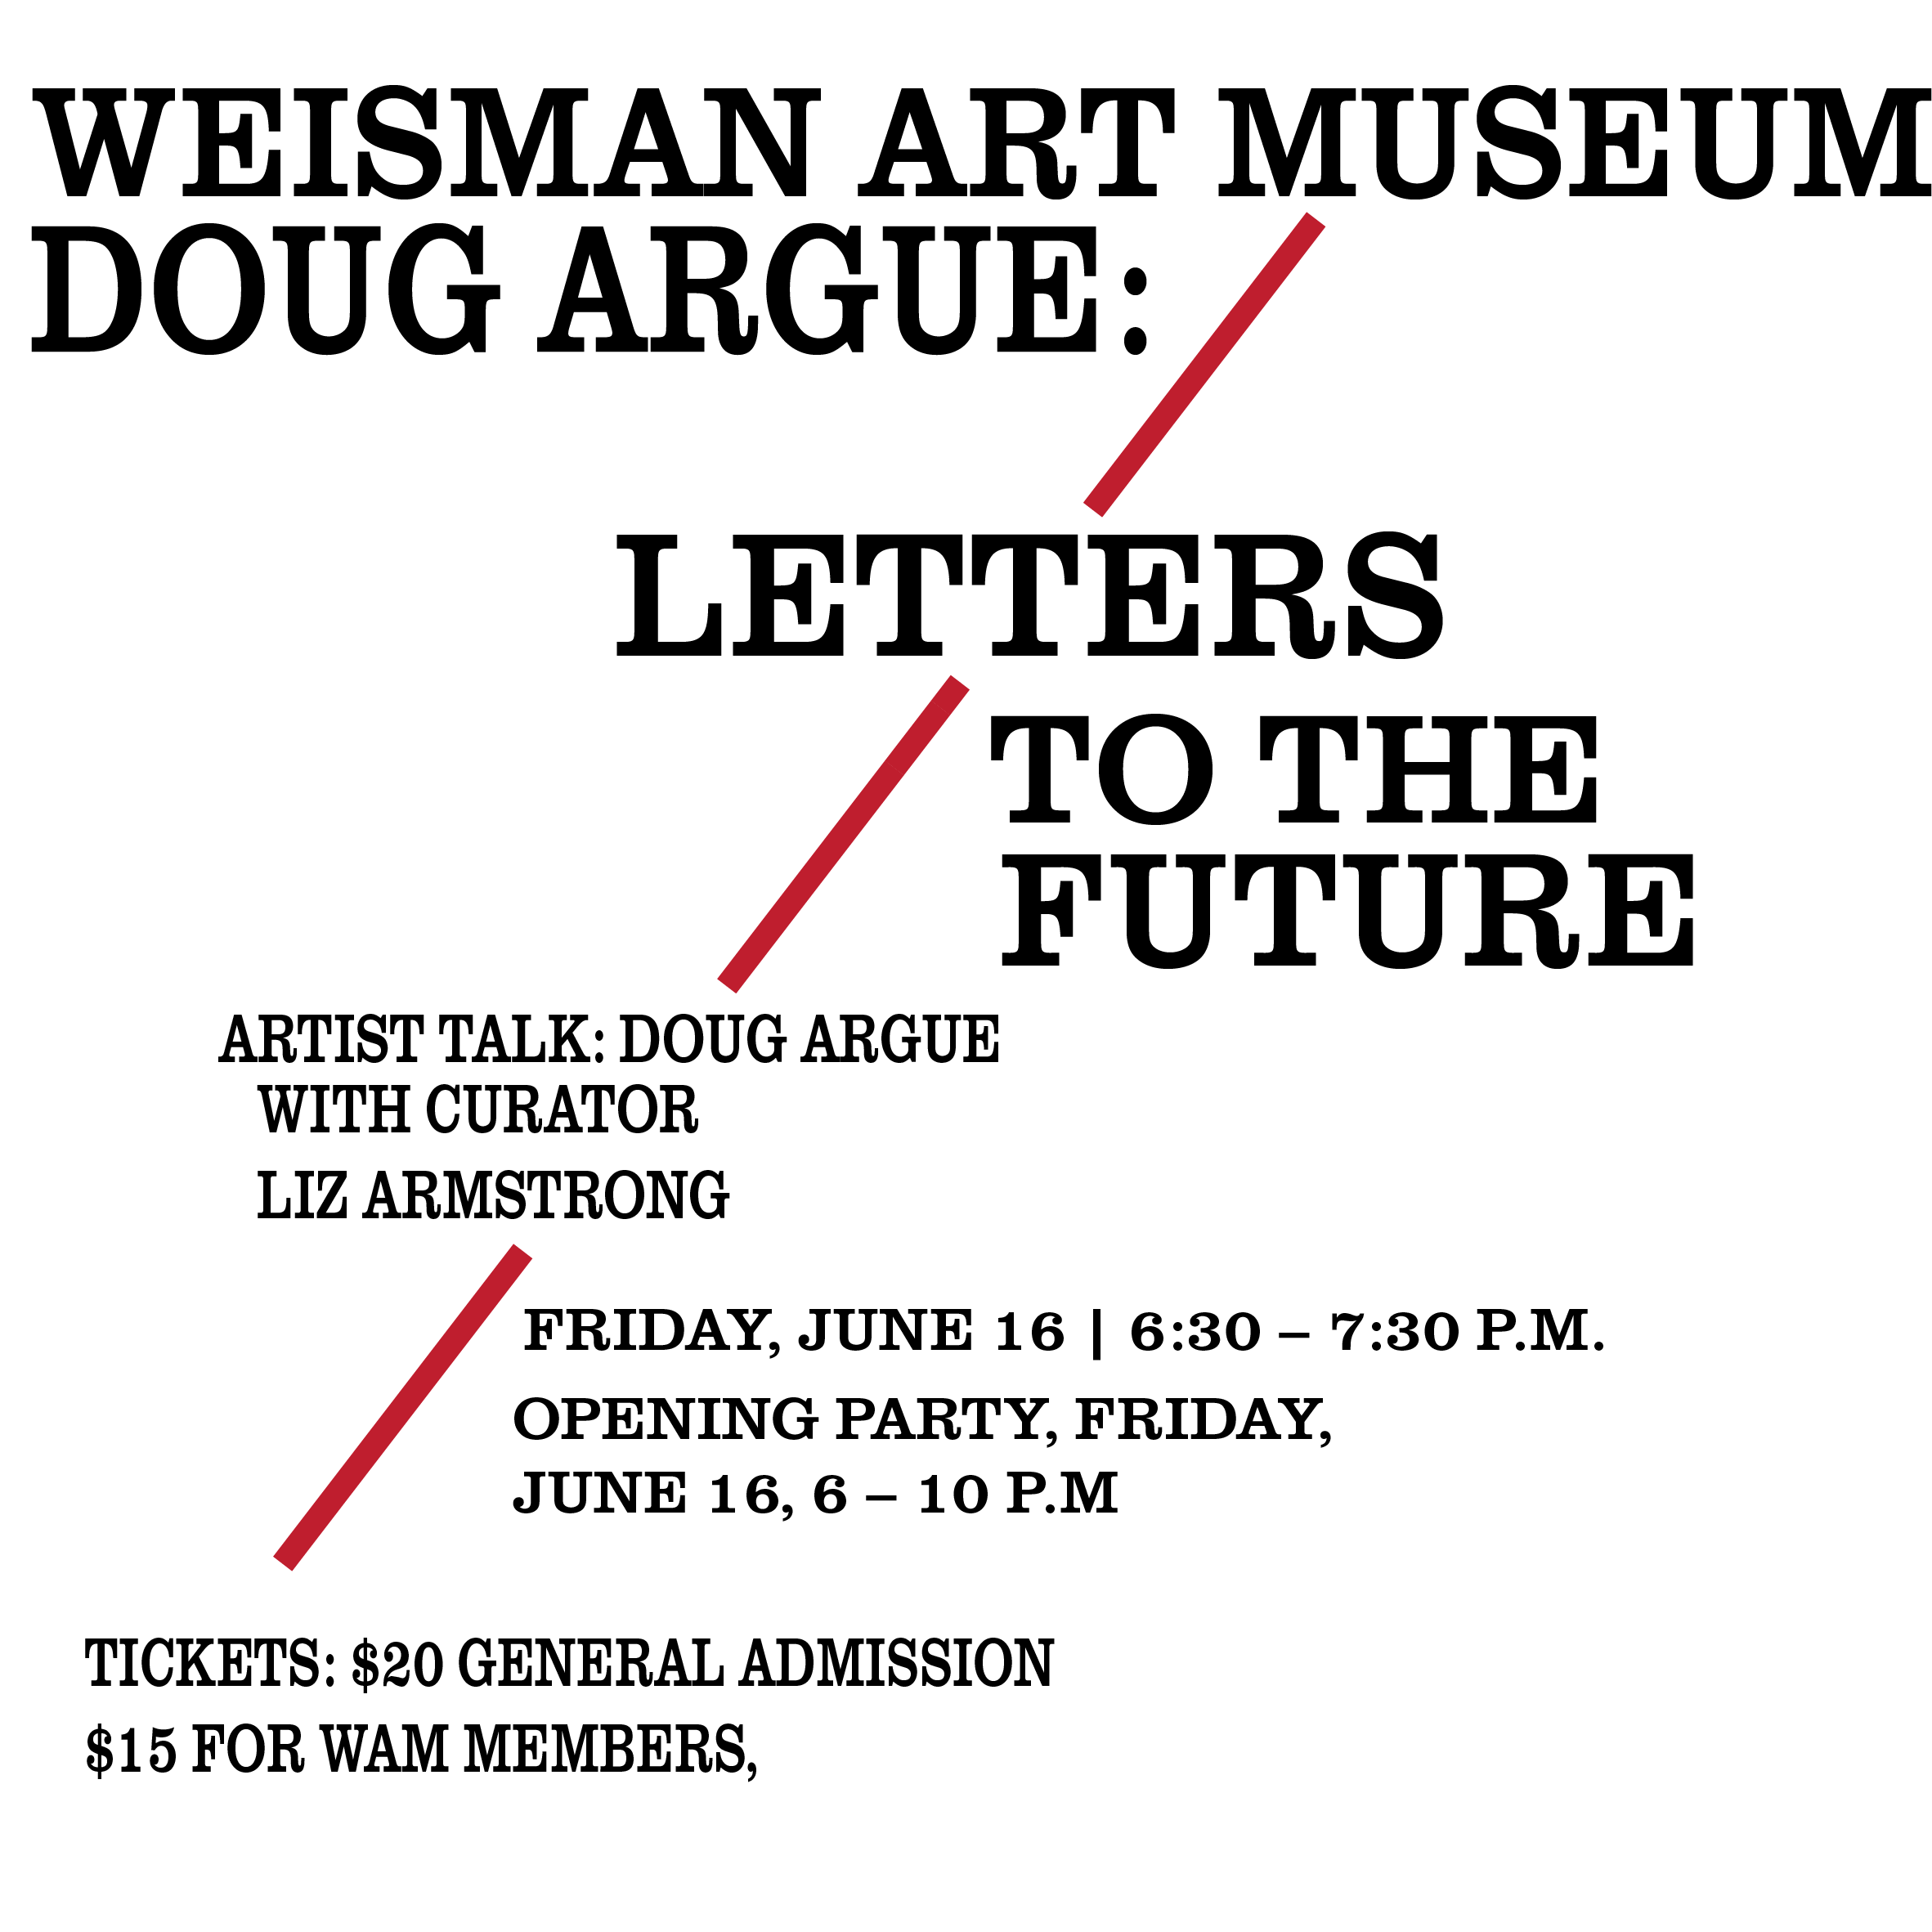 WEISMAN ART MUSEUM
DOUG ARGUE:
LETTERS
TO THE
FUTURE
ARTIST TALK: DOUG ARGUE
WITH CURATOR
LIZ ARMSTRONG
FRIDAY, JUNE 16 | 6:30 – 7:30 P.M.
OPENING PARTY, FRIDAY,
JUNE 16, 6 – 10 P.M
TICKETS: $20 GENERAL ADMISSION
$15 FOR WAM MEMBERS,